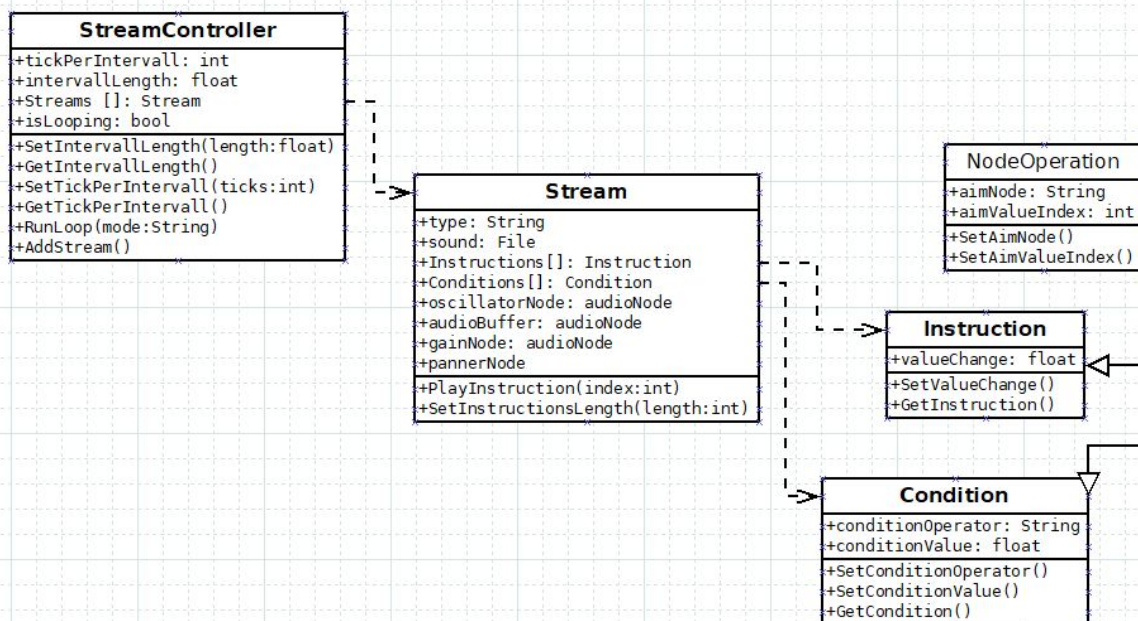 StreamController
+tickPerIntervall: int
+intervallLength: float
+Streams []: Stream
+isLooping: bool
+SetIntervallLength(length:float)
+GetIntervallLength()
+SetTickPerIntervall(ticks:int)
+GetTickPerIntervall()
+RunLoop(mode:String)
+AddStream()
Stream
+type: String
+sound: File
+Instructions[]: Instruction
+Conditions[]: Condition
+oscillatorNode: audioNode
+audioBuffer: audioNode
+gainNode: audioNode
+pannerNode
+PlayInstruction(index:int)
+SetInstructionsLength(length:int)
NodeOperation
+aimNode: String
+aimValueIndex: int
+SetAimNode()
+SetAimValueIndex()
Instruction
+valueChange: float
+SetValueChange()
+GetInstruction()
Condition
+conditionOperator: String
+conditionValue: float
+SetConditionOperator()
+SetConditionValue()
+GetCondition()